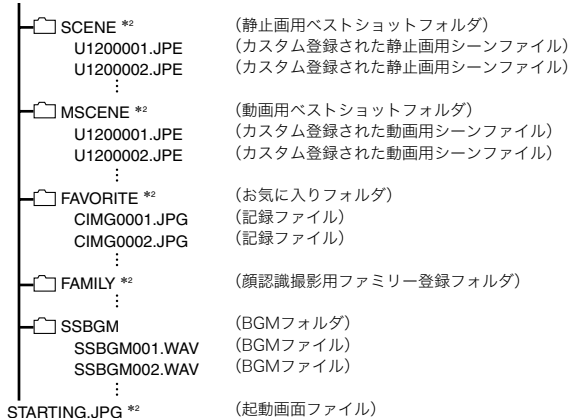 SCENE *2 （静止画用ベストショットフォルダ）
U1200001.JPE （カスタム登録された静止画用シーンファイル）
U1200002.JPE （カスタム登録された静止画用シーンファイル）
MSCENE *2 （動画用ベストショットフォルダ）
U1200001.JPE （カスタム登録された動画用シーンファイル）
U1200002.JPE （カスタム登録された動画用シーンファイル）
FAVORITE *2 （お気に入りフォルダ）
CIMG0001.JPG （記録ファイル）
CIMG0002.JPG （記録ファイル）
FAMILY *2 （顔認識撮影用ファミリー登録フォルダ）
SSBGM （BGMフォルダ）
SSBGM001.WAV （BGMファイル）
SSBGM002.WAV （BGMファイル）
STARTING.JPG *2 （起動画面ファイル）